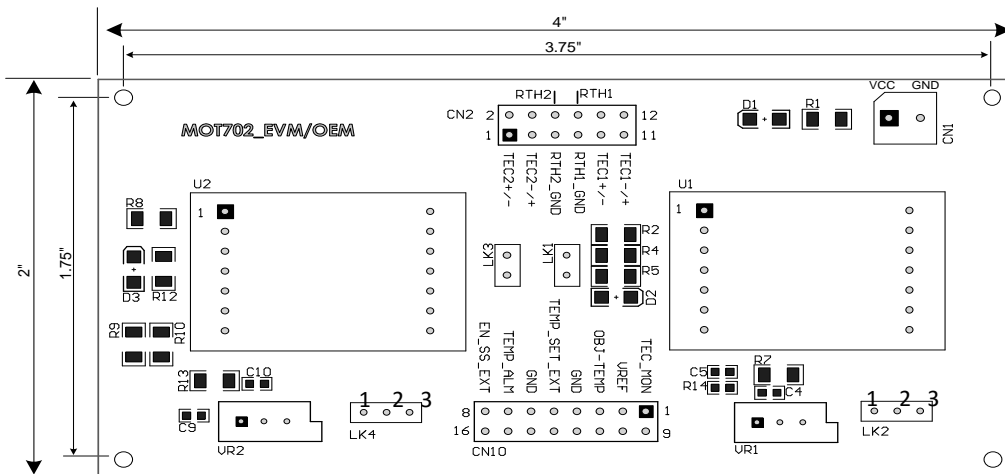 4"
3.75"
2"
1.75"
MOT702_EVM/OEM
RTH2 RTH1
CN2 2 12
1 11
TEC2+/-
TEC2-/+
RTH2_GND
RTH1_GND
TEC1+/-
TEC1-/+
D1 R1
VCC GND
CN1
U2
1
U1
1
R8
D3 R12
R9 R10
R13
C10
C9
VR2
1 2 3
LK4
LK3
LK1
R2
R4
R5
D2
EN_SS_EXT
TEMP_ALM
GND
TEMP_SET_EXT
GND
OBJ-TEMP
VREF
TEC_MON
8 1
16 9
CN10
C5
R14
R7
C4
VR1
1 2 3
LK2